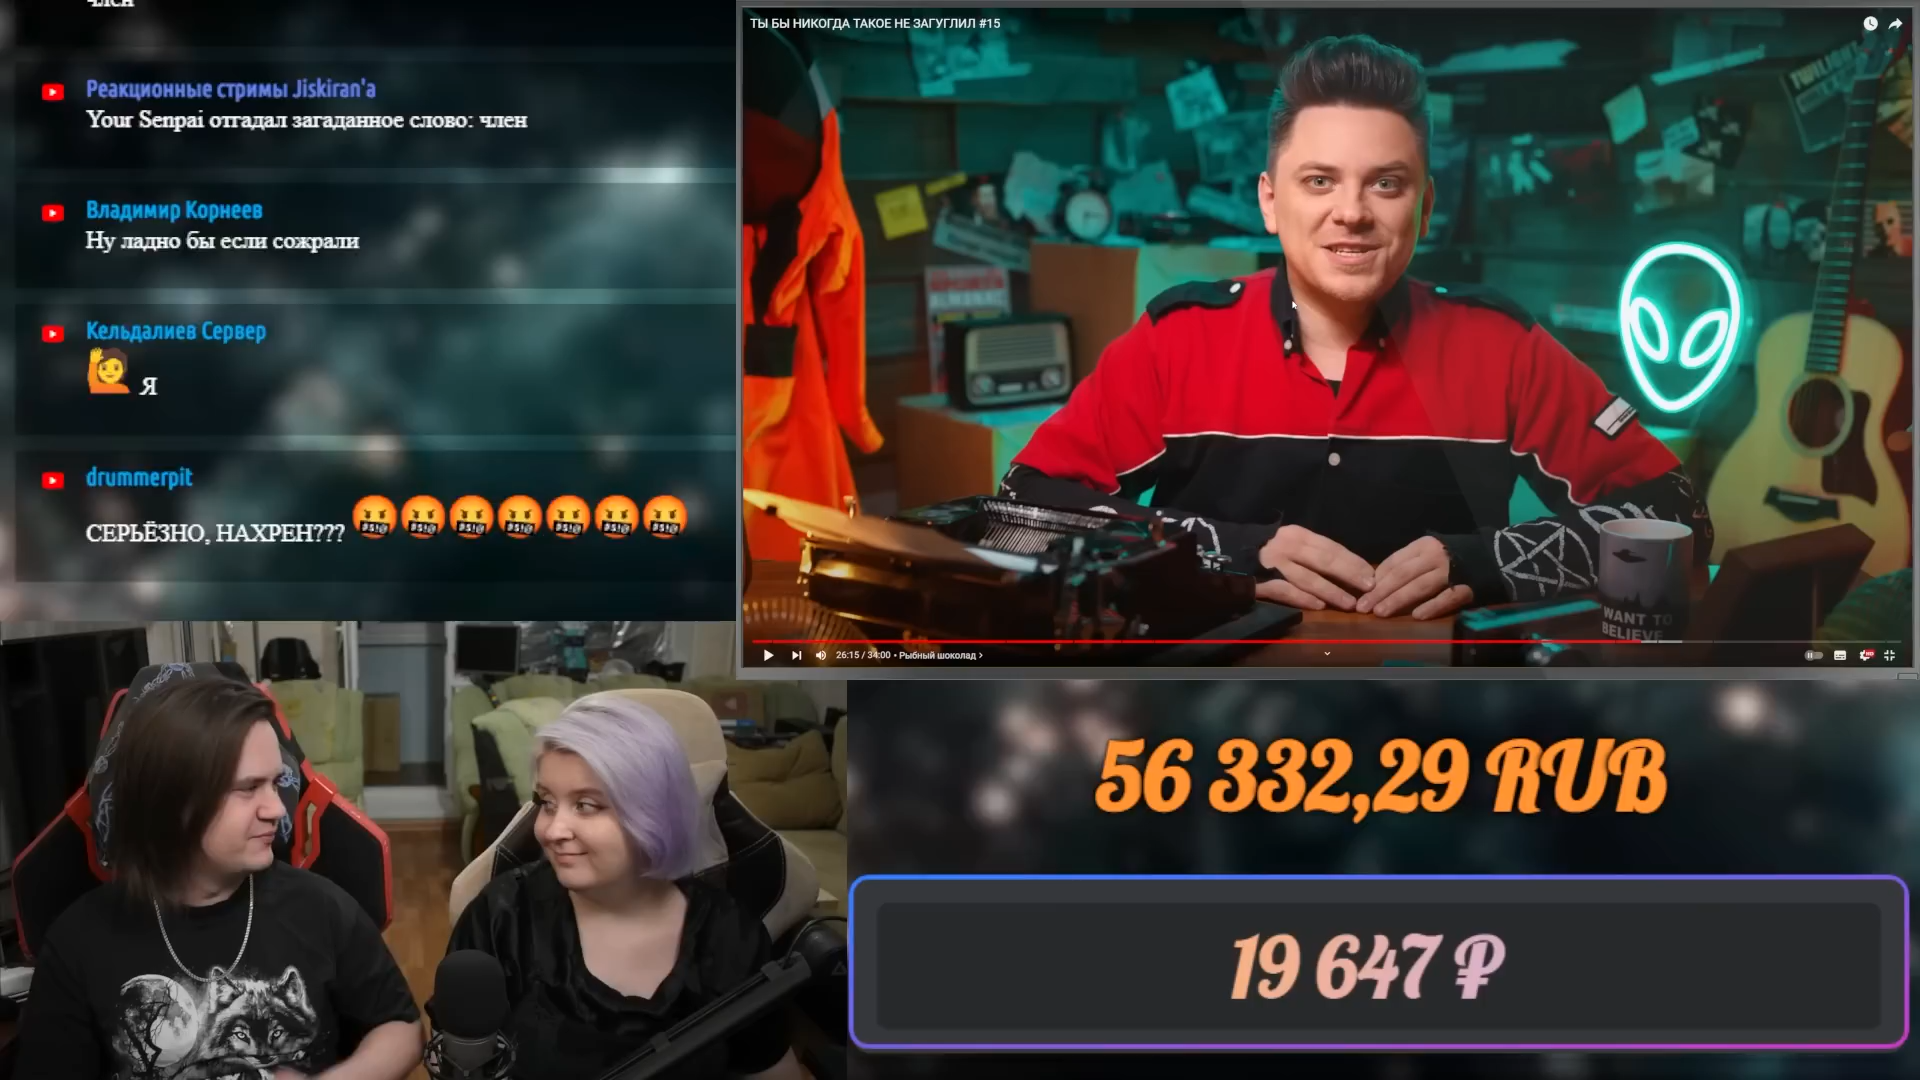 член
Реакционные стримы Jiskiran'a
Your Senpai отгадал загаданное слово: член
Владимир Корнеев
Ну ладно бы если сожрали
Кельдалиев Сервер
я
drummerpit
СЕРЬЁЗНО, НАХРЕН???
ТЫ БЫ НИКОГДА ТАКОЕ НЕ ЗАГУГЛИЛ #15
ALMANAC
WANT TO
BELIEVE
26:15 / 34:00 • Рыбный шоколад ›
56 332,29 RUB
19 647 ₽